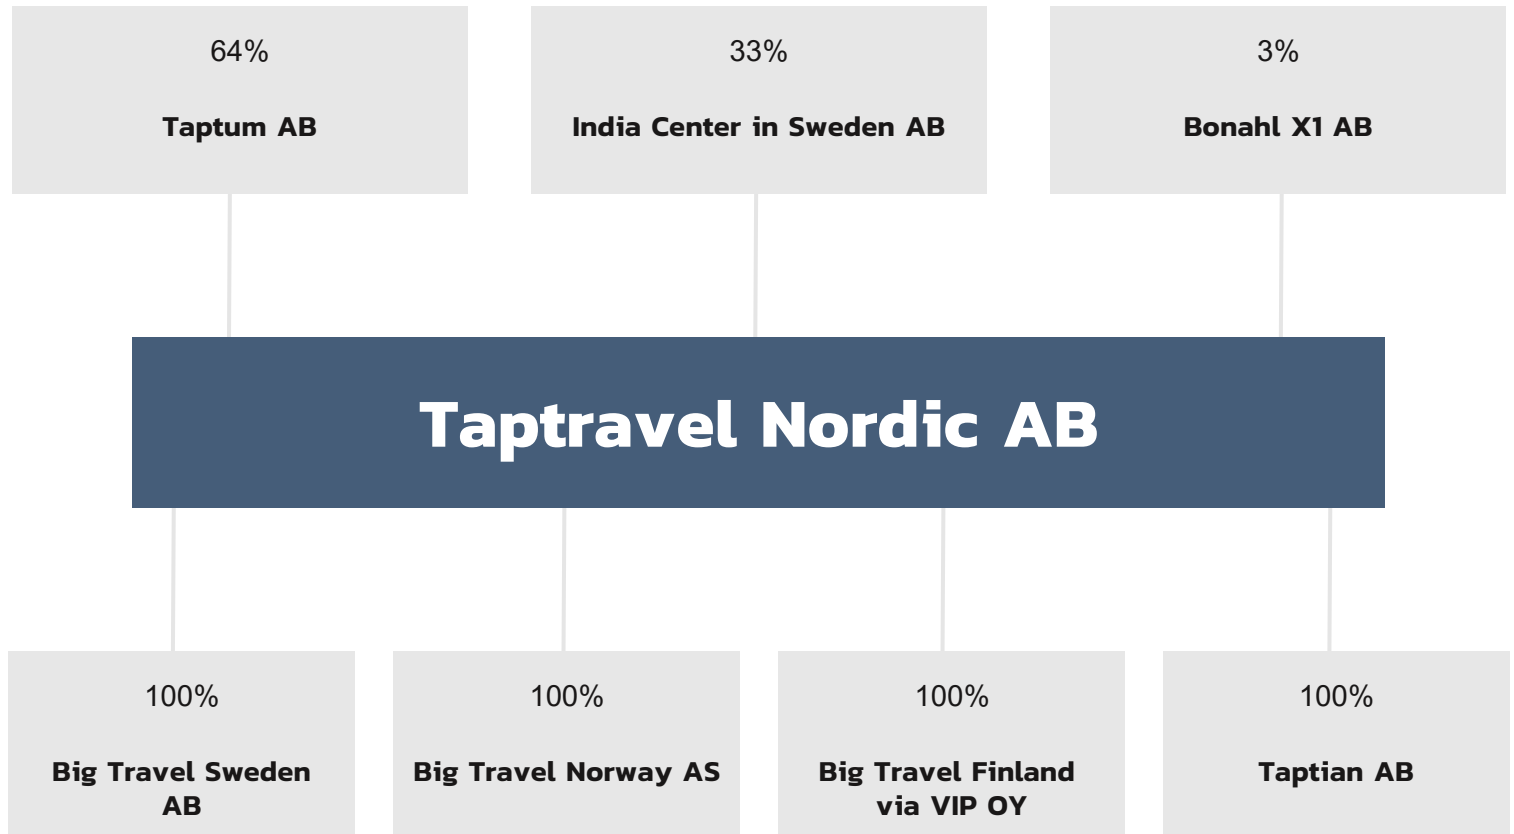 64%
Taptum AB
33%
India Center in Sweden AB
3%
Bonahl X1 AB
Taptravel Nordic AB
100%
Big Travel Sweden
AB
100%
Big Travel Norway AS
100%
Big Travel Finland
via VIP OY
100%
Taptian AB